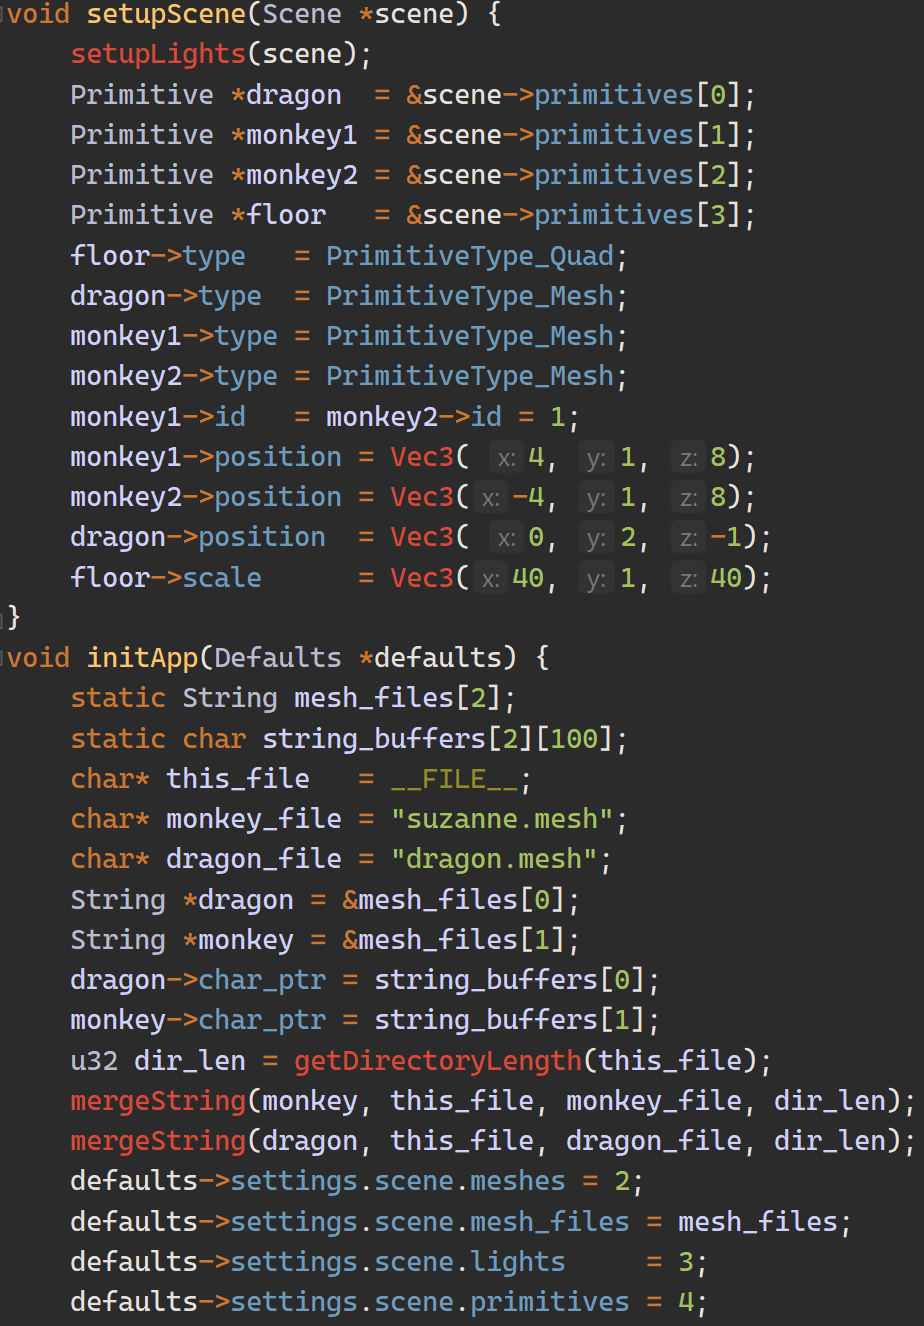 void setupScene(Scene *scene) {
    setupLights(scene);
    Primitive *dragon  = &scene->primitives[0];
    Primitive *monkey1 = &scene->primitives[1];
    Primitive *monkey2 = &scene->primitives[2];
    Primitive *floor   = &scene->primitives[3];
    floor->type   = PrimitiveType_Quad;
    dragon->type  = PrimitiveType_Mesh;
    monkey1->type = PrimitiveType_Mesh;
    monkey2->type = PrimitiveType_Mesh;
    monkey1->id   = monkey2->id = 1;
    monkey1->position = Vec3( x: 4, y: 1, z: 8);
    monkey2->position = Vec3( x: -4, y: 1, z: 8);
    dragon->position  = Vec3( x: 0, y: 2, z: -1);
    floor->scale      = Vec3( x: 40, y: 1, z: 40);
}
void initApp(Defaults *defaults) {
    static String mesh_files[2];
    static char string_buffers[2][100];
    char* this_file   = __FILE__;
    char* monkey_file = "suzanne.mesh";
    char* dragon_file = "dragon.mesh";
    String *dragon = &mesh_files[0];
    String *monkey = &mesh_files[1];
    dragon->char_ptr = string_buffers[0];
    monkey->char_ptr = string_buffers[1];
    u32 dir_len = getDirectoryLength(this_file);
    mergeString(monkey, this_file, monkey_file, dir_len);
    mergeString(dragon, this_file, dragon_file, dir_len);
    defaults->settings.scene.meshes = 2;
    defaults->settings.scene.mesh_files = mesh_files;
    defaults->settings.scene.lights     = 3;
    defaults->settings.scene.primitives = 4;